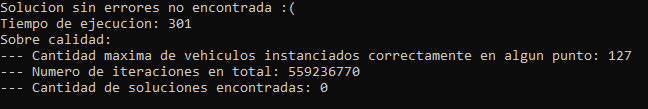 Solucion sin errores no encontrada :(
Tiempo de ejecucion: 301
Sobre calidad:
--- Cantidad maxima de vehiculos instanciados correctamente en algun punto: 127
--- Numero de iteraciones en total: 559236770
--- Cantidad de soluciones encontradas: 0